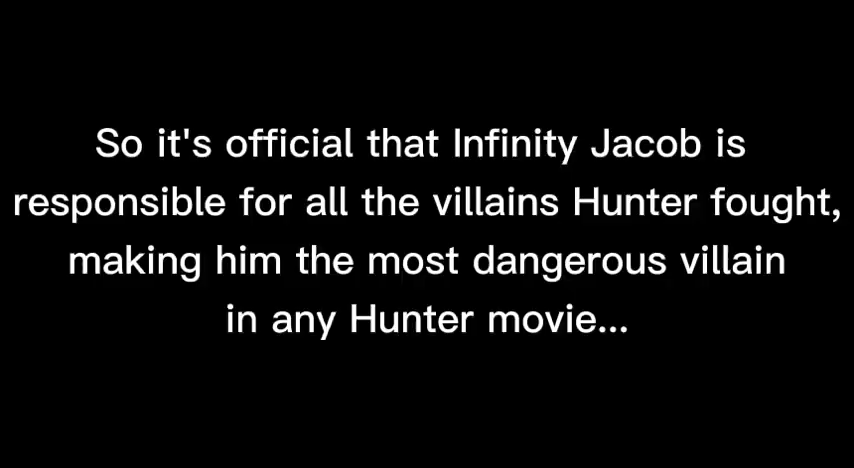 So it's official that Infinity Jacob is
responsible for all the villains Hunter fought,
making him the most dangerous villain
in any Hunter movie...